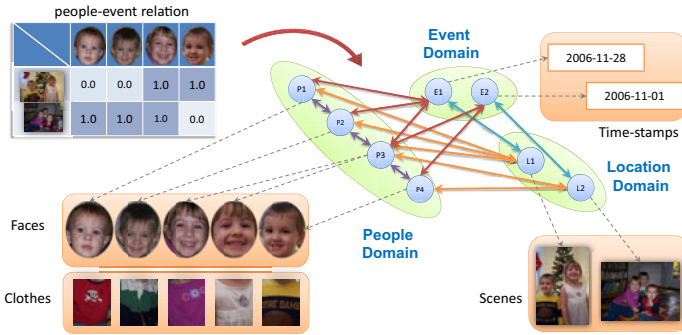 people-event relation
0.0 0.0 1.0 1.0
1.0 1.0 1.0 0.0
Event
Domain
2006-11-28
2006-11-01
Time-stamps
P1
E1
E2
P2
P3
L1
P4
L2
Location
Domain
People
Domain
Faces
Clothes
NOTRE DAME
Scenes